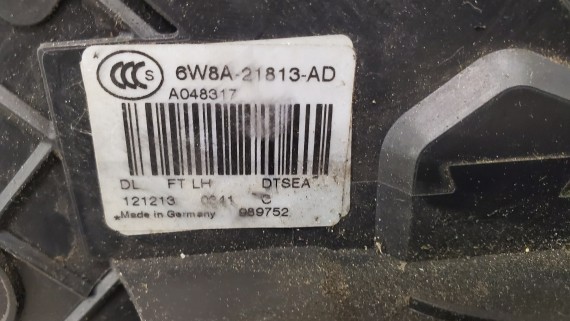 CCC S 6W8A-21813-AD
A048317
DL FT LH DTSEA
121213 0341 C
*Made in Germany 989752